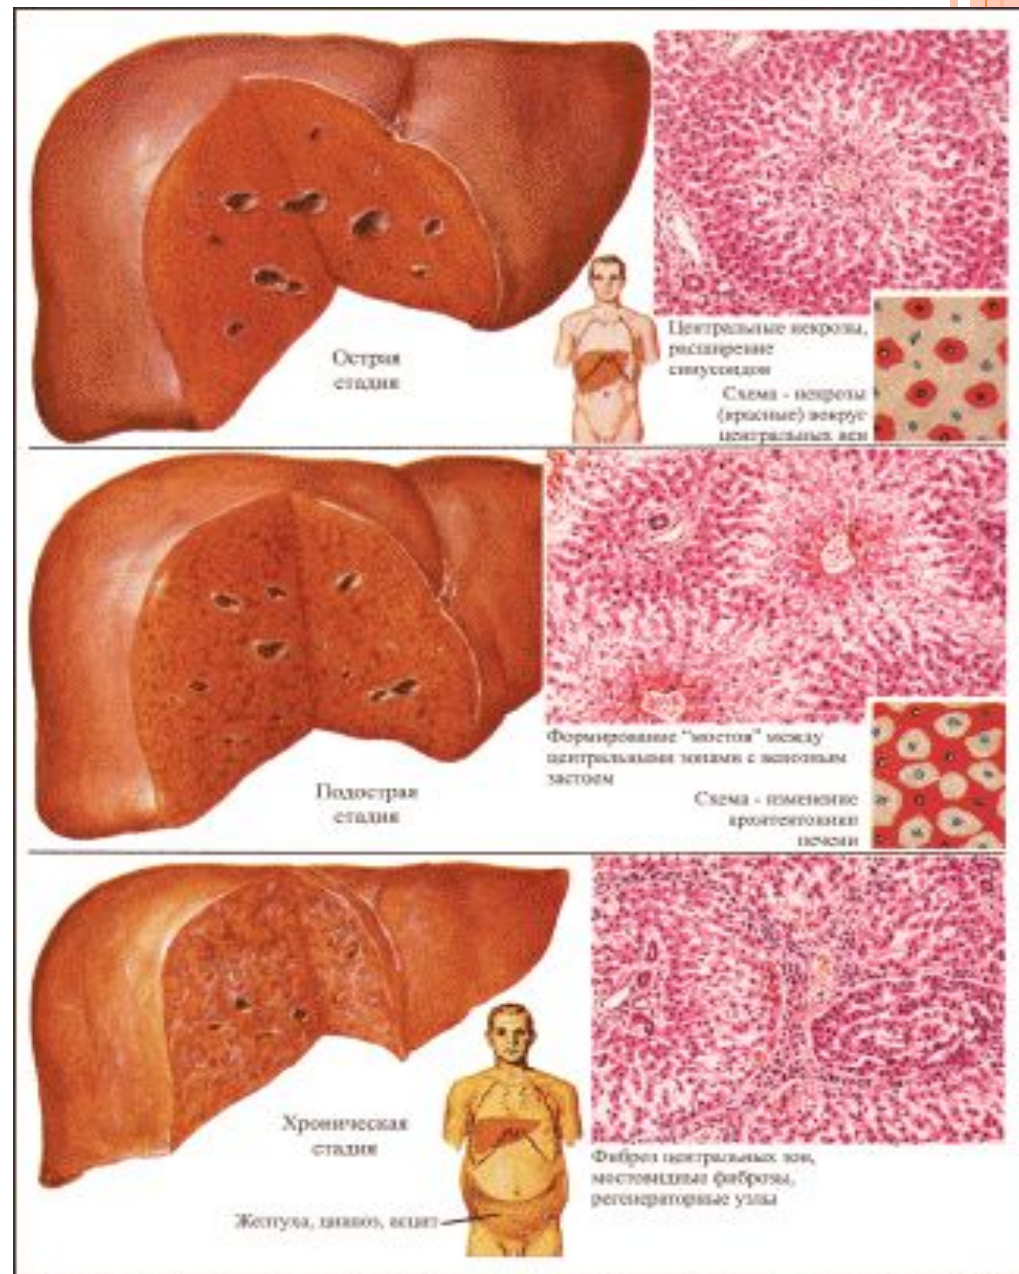 Острая
стадия
Центральные некрозы,
расширение
синусоидов
Схема - некрозы
(красные) вокруг
центральных вен
Подострая
стадия
Формирование "мостов" между
центральными зонами с венозным
застоем
Схема - изменение
архитектоники
печени
Хроническая
стадия
Желтуха, цианоз, асцит
Фиброз центральных зон,
мостовидные фиброзы,
регенераторные узлы